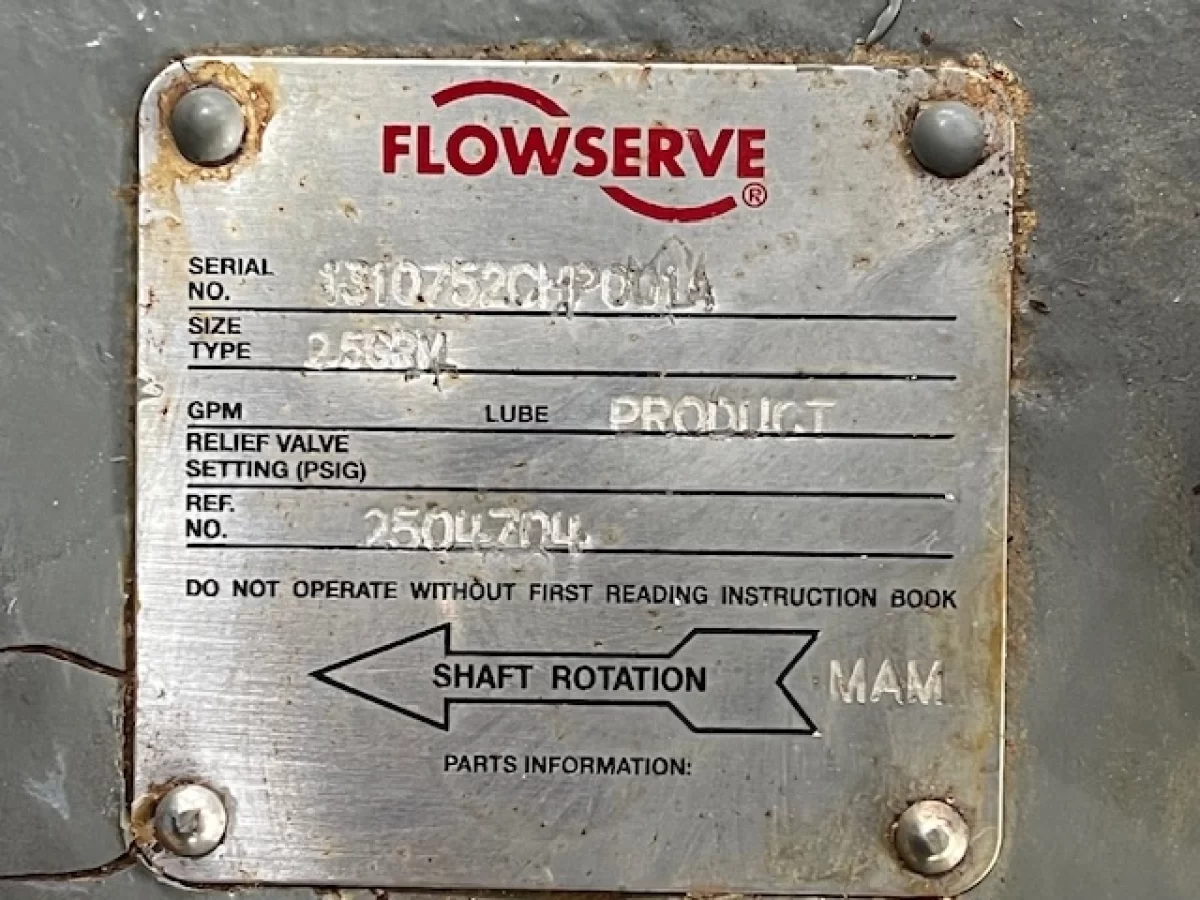 FLOWSERVE®
SERIAL
NO.
SIZE
TYPE
GPM LUBE PRODUCT
RELIEF VALVE
SETTING (PSIG)
REF.
NO. 2504704
DO NOT OPERATE WITHOUT FIRST READING INSTRUCTION BOOK
SHAFT ROTATION MAM
PARTS INFORMATION: